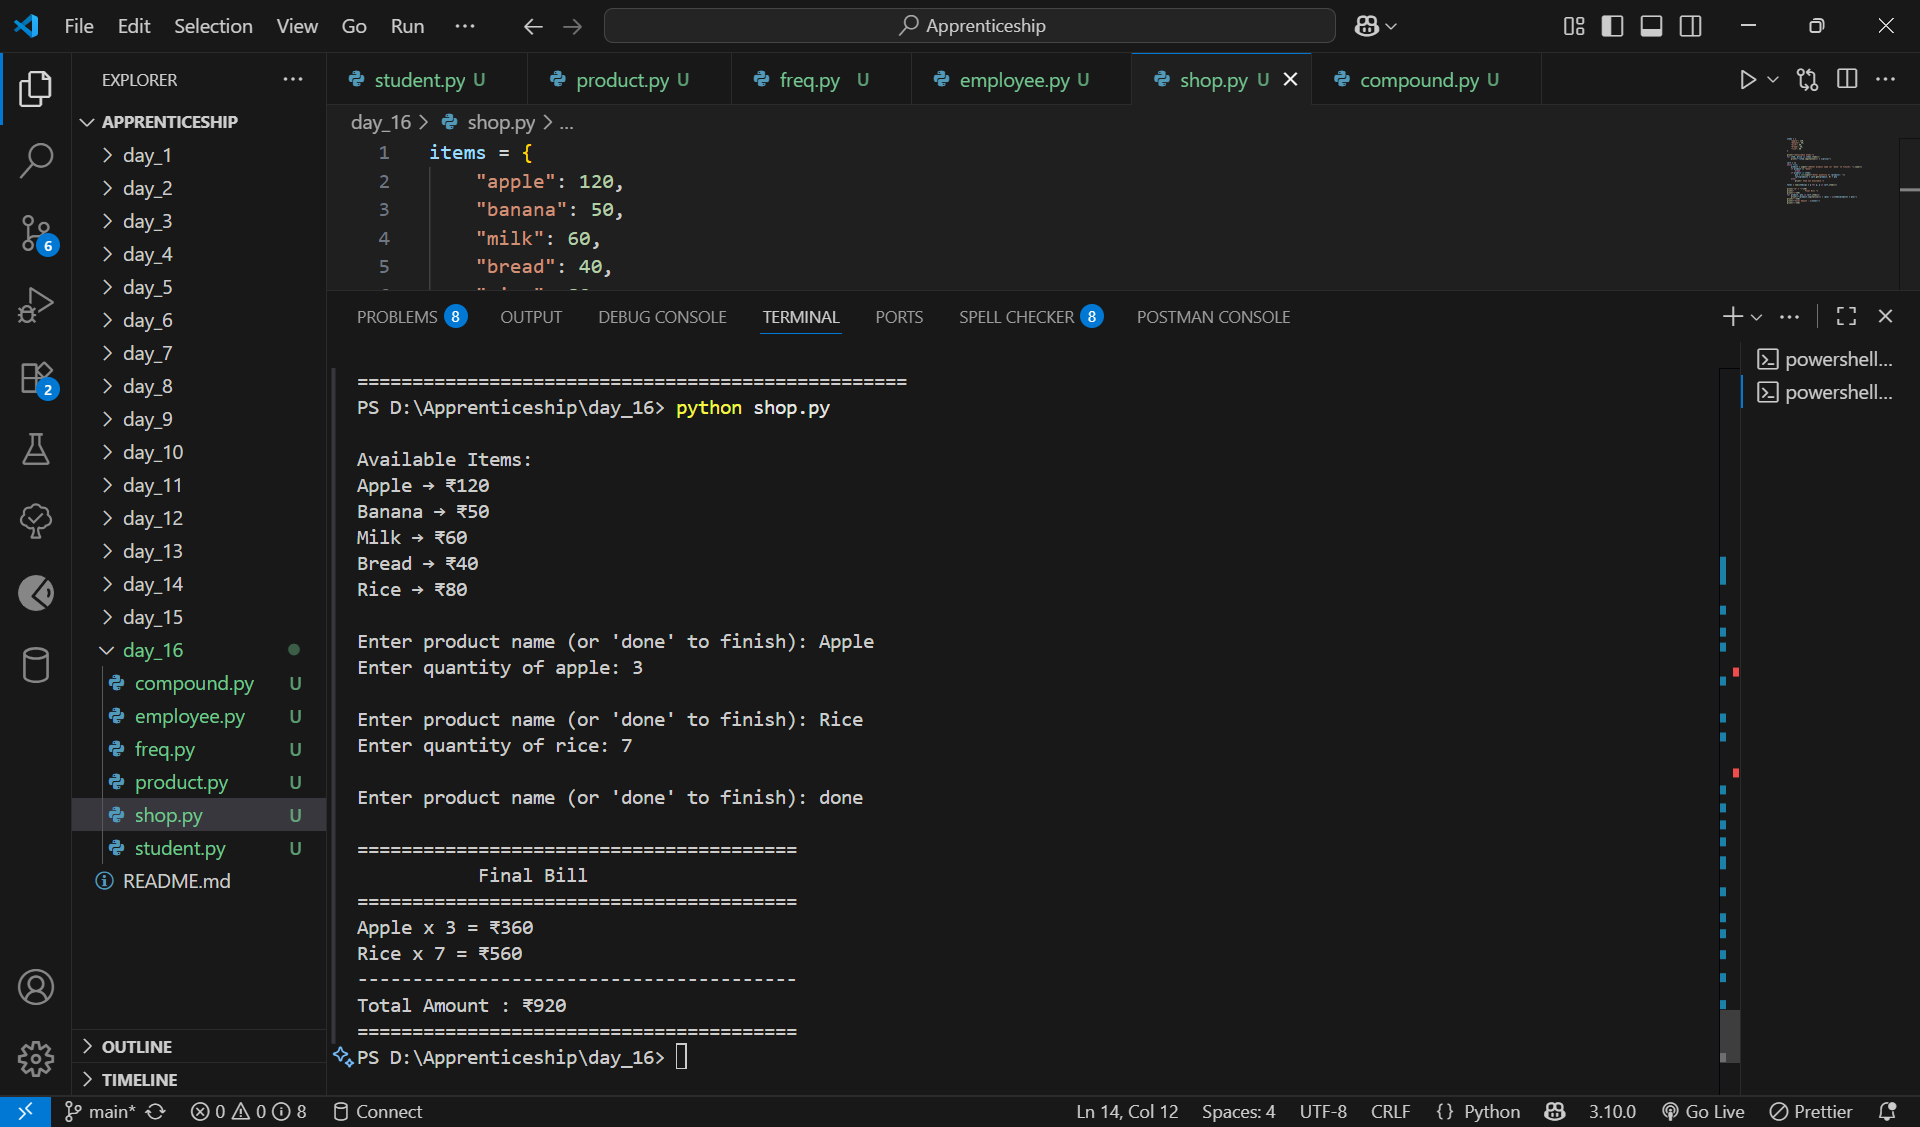 File Edit Selection View Go Run ... Apprenticeship
EXPLORER ...
student.py U product.py U freq.py U employee.py U shop.py U compound.py U
APPRENTICESHIP
day_1
day_2
day_3
day_4
day_5
day_6
day_7
day_8
day_9
day_10
day_11
day_12
day_13
day_14
day_15
day_16
compound.py U
employee.py U
freq.py U
product.py U
shop.py U
student.py U
README.md
OUTLINE
TIMELINE
6
2
day_16 > shop.py > ...
1 items = {
2 "apple": 120,
3 "banana": 50,
4 "milk": 60,
5 "bread": 40,
PROBLEMS 8 OUTPUT DEBUG CONSOLE TERMINAL PORTS SPELL CHECKER 8 POSTMAN CONSOLE
powershell...
powershell...
==================================================
PS D:\Apprenticeship\day_16> python shop.py
Available Items:
Apple → ₹120
Banana → ₹50
Milk → ₹60
Bread → ₹40
Rice → ₹80
Enter product name (or 'done' to finish): Apple
Enter quantity of apple: 3
Enter product name (or 'done' to finish): Rice
Enter quantity of rice: 7
Enter product name (or 'done' to finish): done
========================================
Final Bill
========================================
Apple x 3 = ₹360
Rice x 7 = ₹560
----------------------------------------
Total Amount : ₹920
========================================
PS D:\Apprenticeship\day_16>
main* 0 0 8 Connect Ln 14, Col 12 Spaces: 4 UTF-8 CRLF {} Python 3.10.0 Go Live Prettier